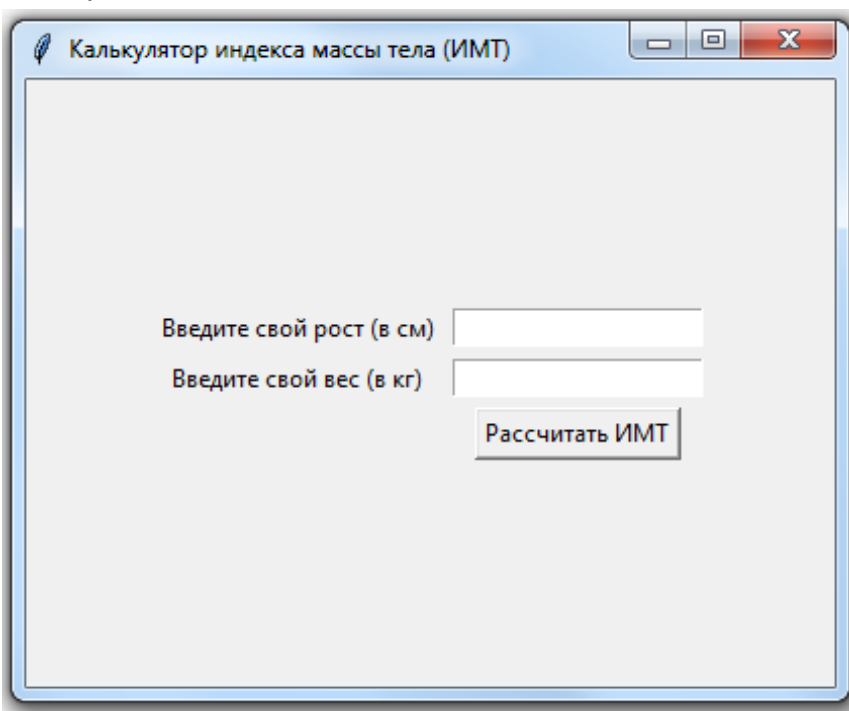 Калькулятор индекса массы тела (ИМТ)
Введите свой рост (в см)
Введите свой вес (в кг)
Рассчитать ИМТ